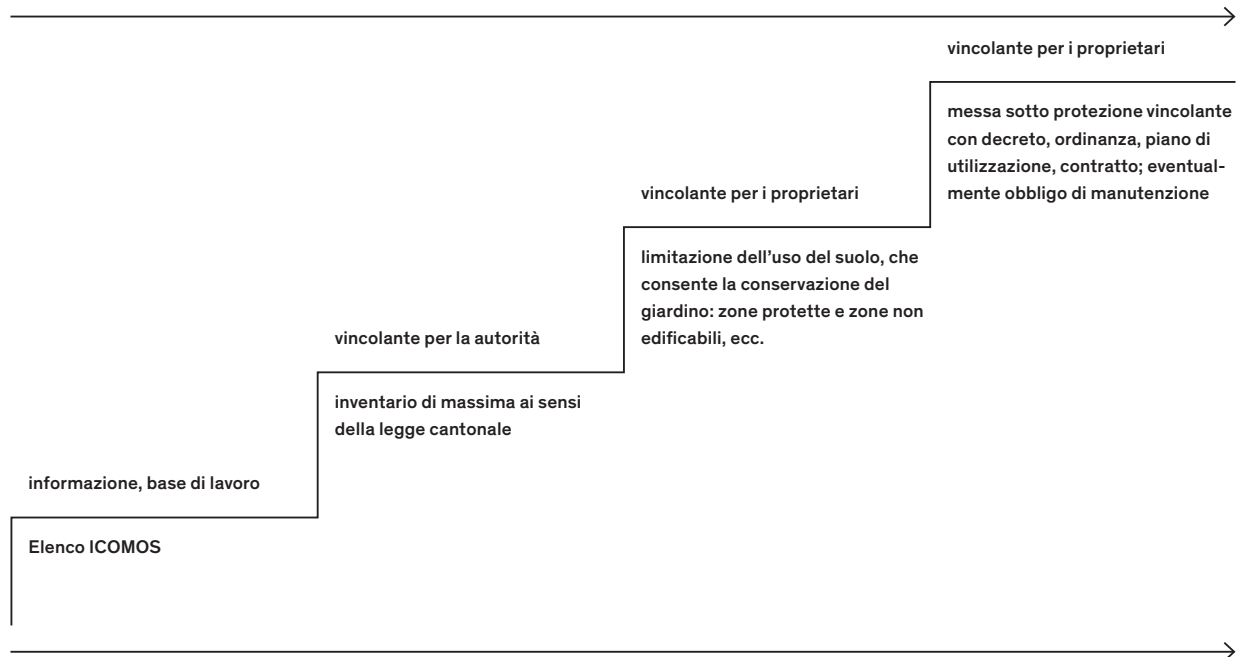 vincolante per i proprietari
messa sotto protezione vincolante
con decreto, ordinanza, piano di
utilizzazione, contratto; eventual-
mente obbligo di manutenzione
vincolante per i proprietari
limitazione dell'uso del suolo, che
consente la conservazione del
giardino: zone protette e zone non
edificabili, ecc.
vincolante per la autorità
inventario di massima ai sensi
della legge cantonale
informazione, base di lavoro
Elenco ICOMOS